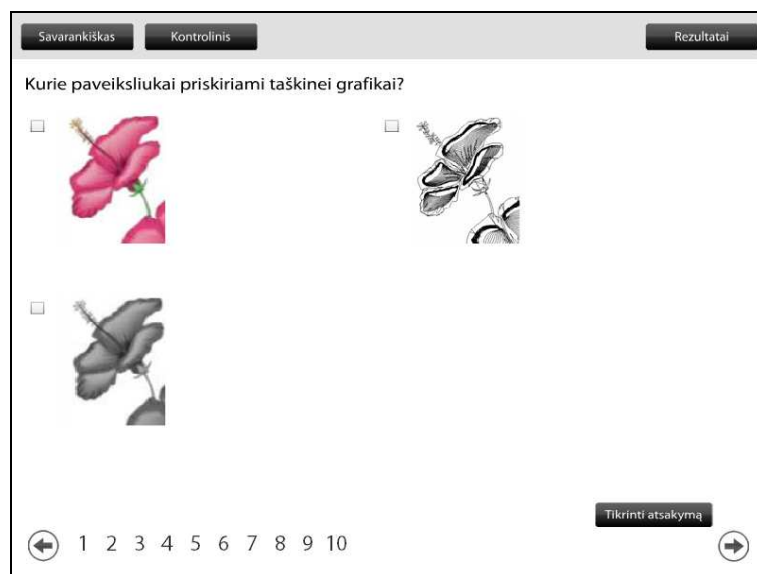 Savarankiškas Kontrolinis Rezultatai
Kurie paveiksliukai priskiriami taškinei grafikai?
Tikrinti atsakymą
1 2 3 4 5 6 7 8 9 10